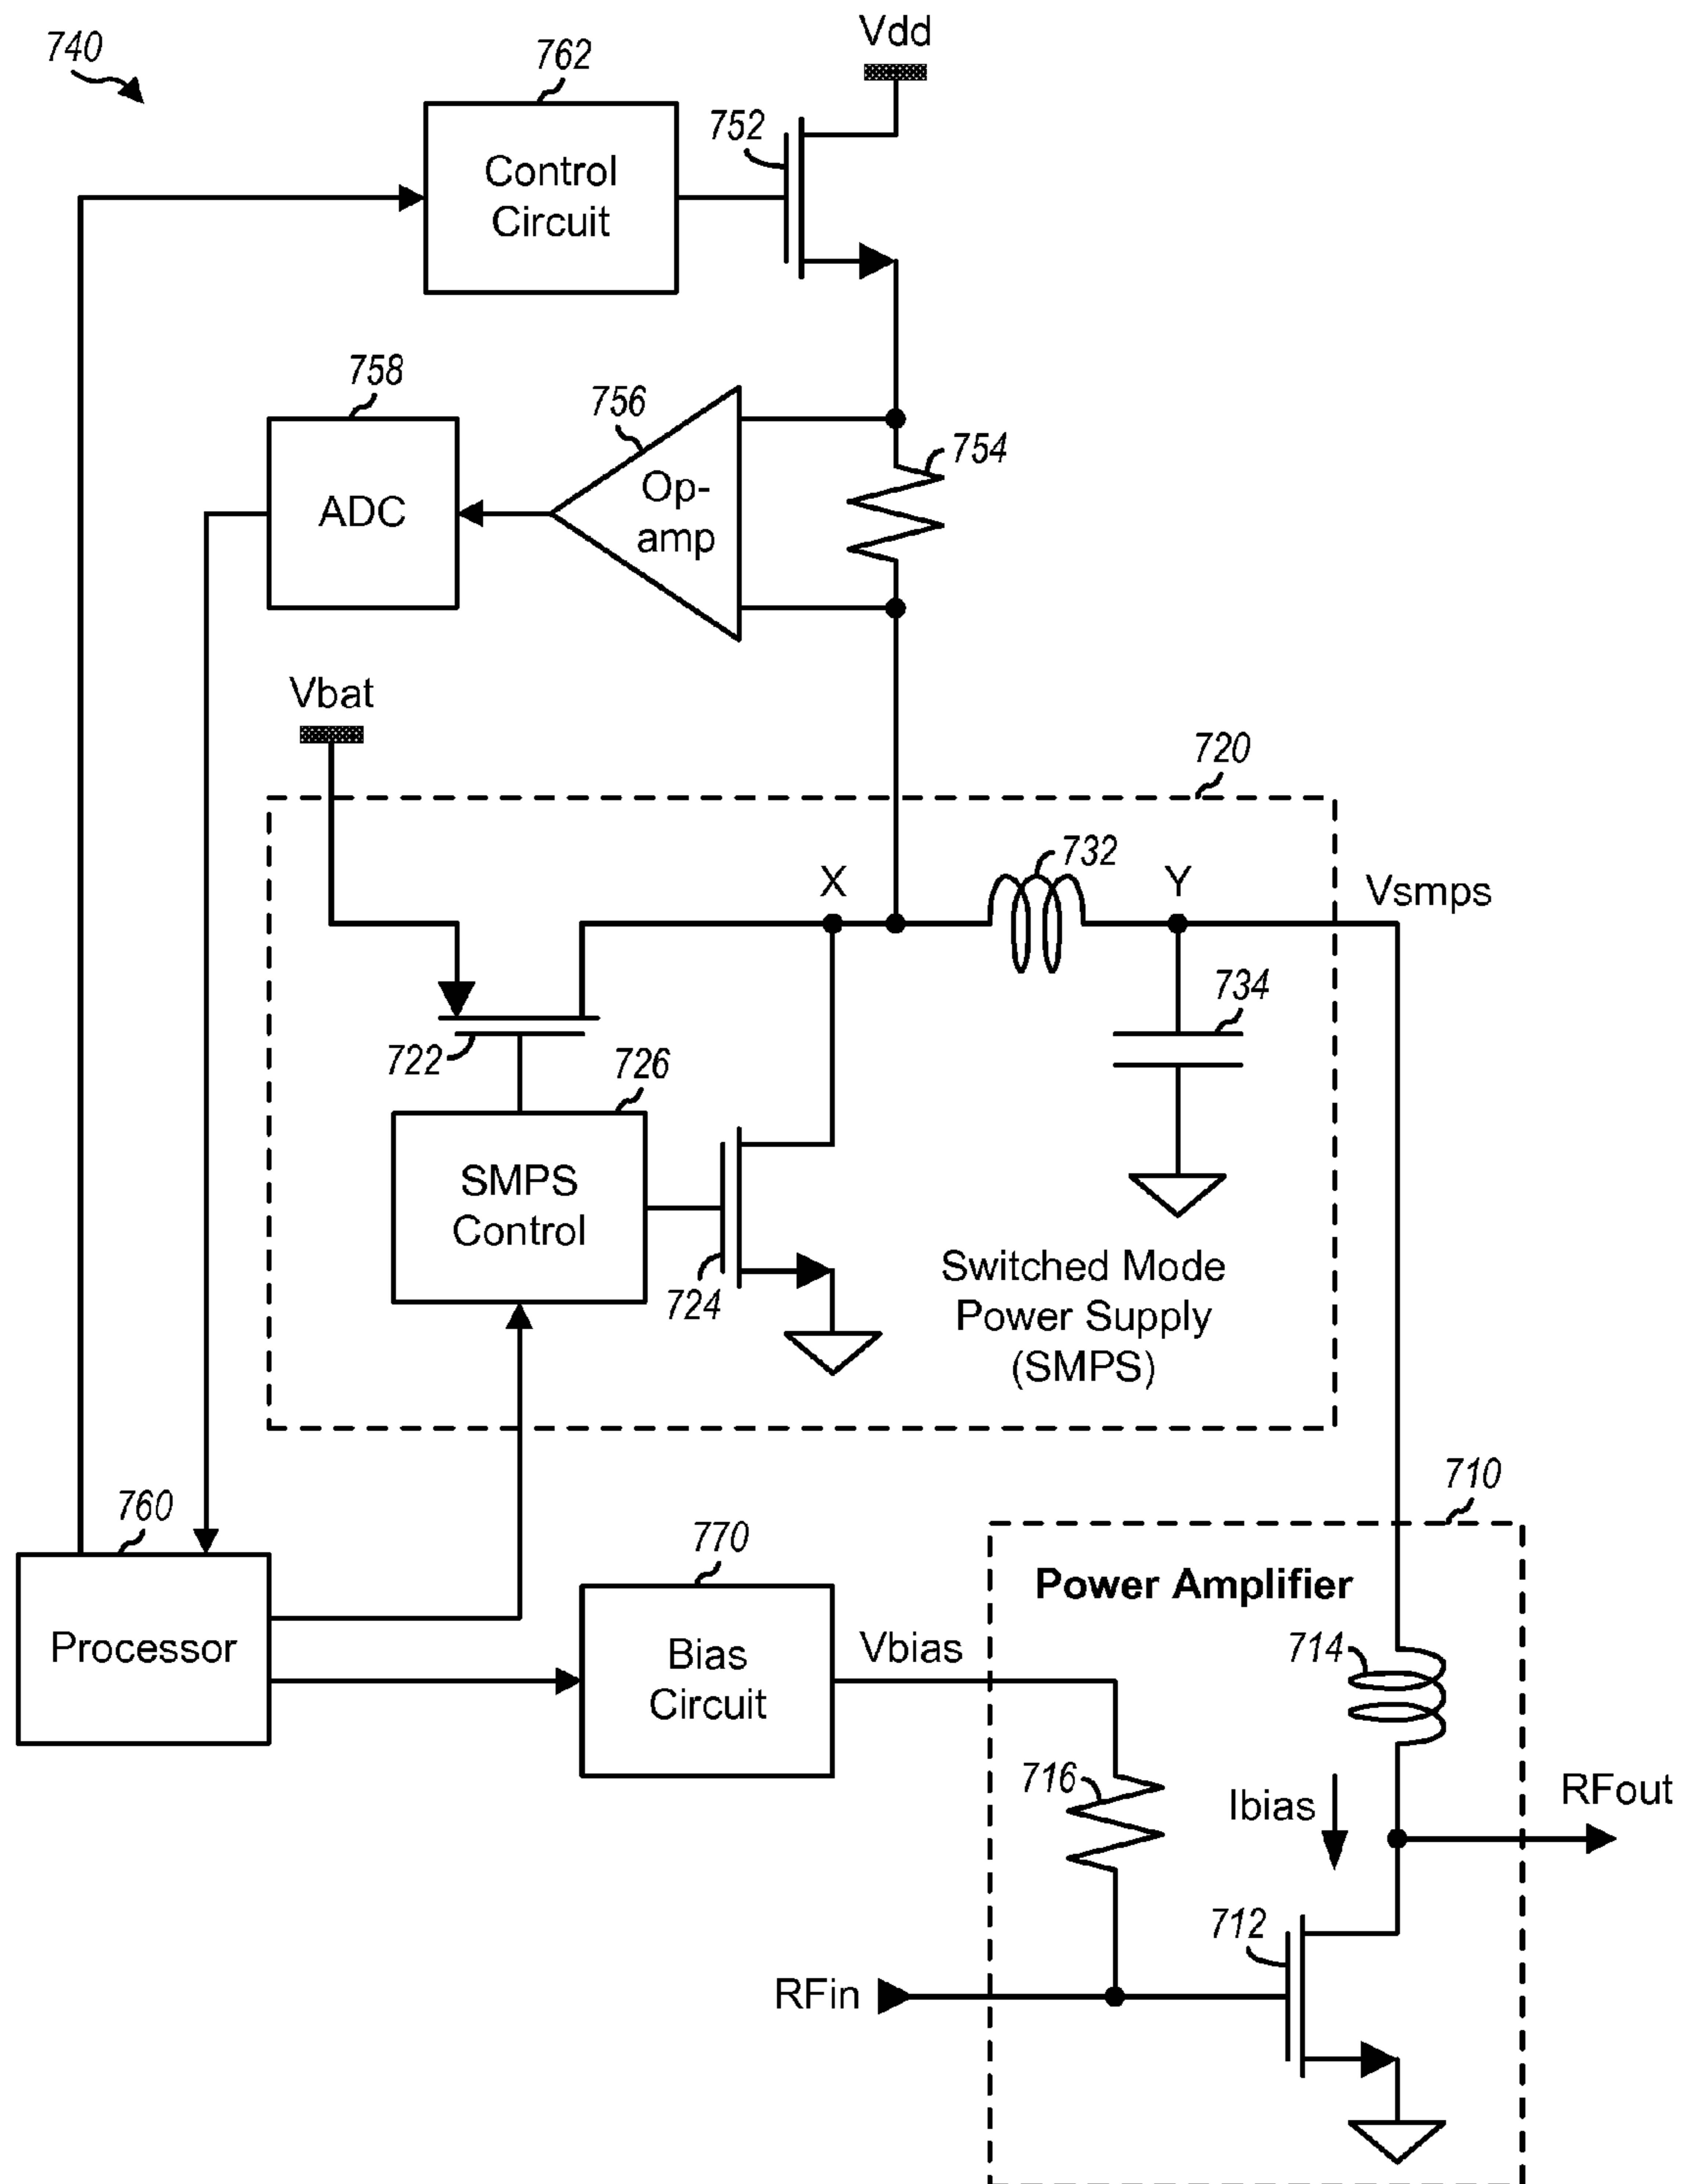 740
762
Vdd
752
Control
Circuit
758
756
754
ADC
Op-
amp
Vbat
720
732
X
Y
Vsmps
734
722
726
SMPS
Control
724
Switched Mode
Power Supply
(SMPS)
710
760
770
Power Amplifier
Processor
Bias
Circuit
Vbias
714
716
Ibias
RFout
712
RFin